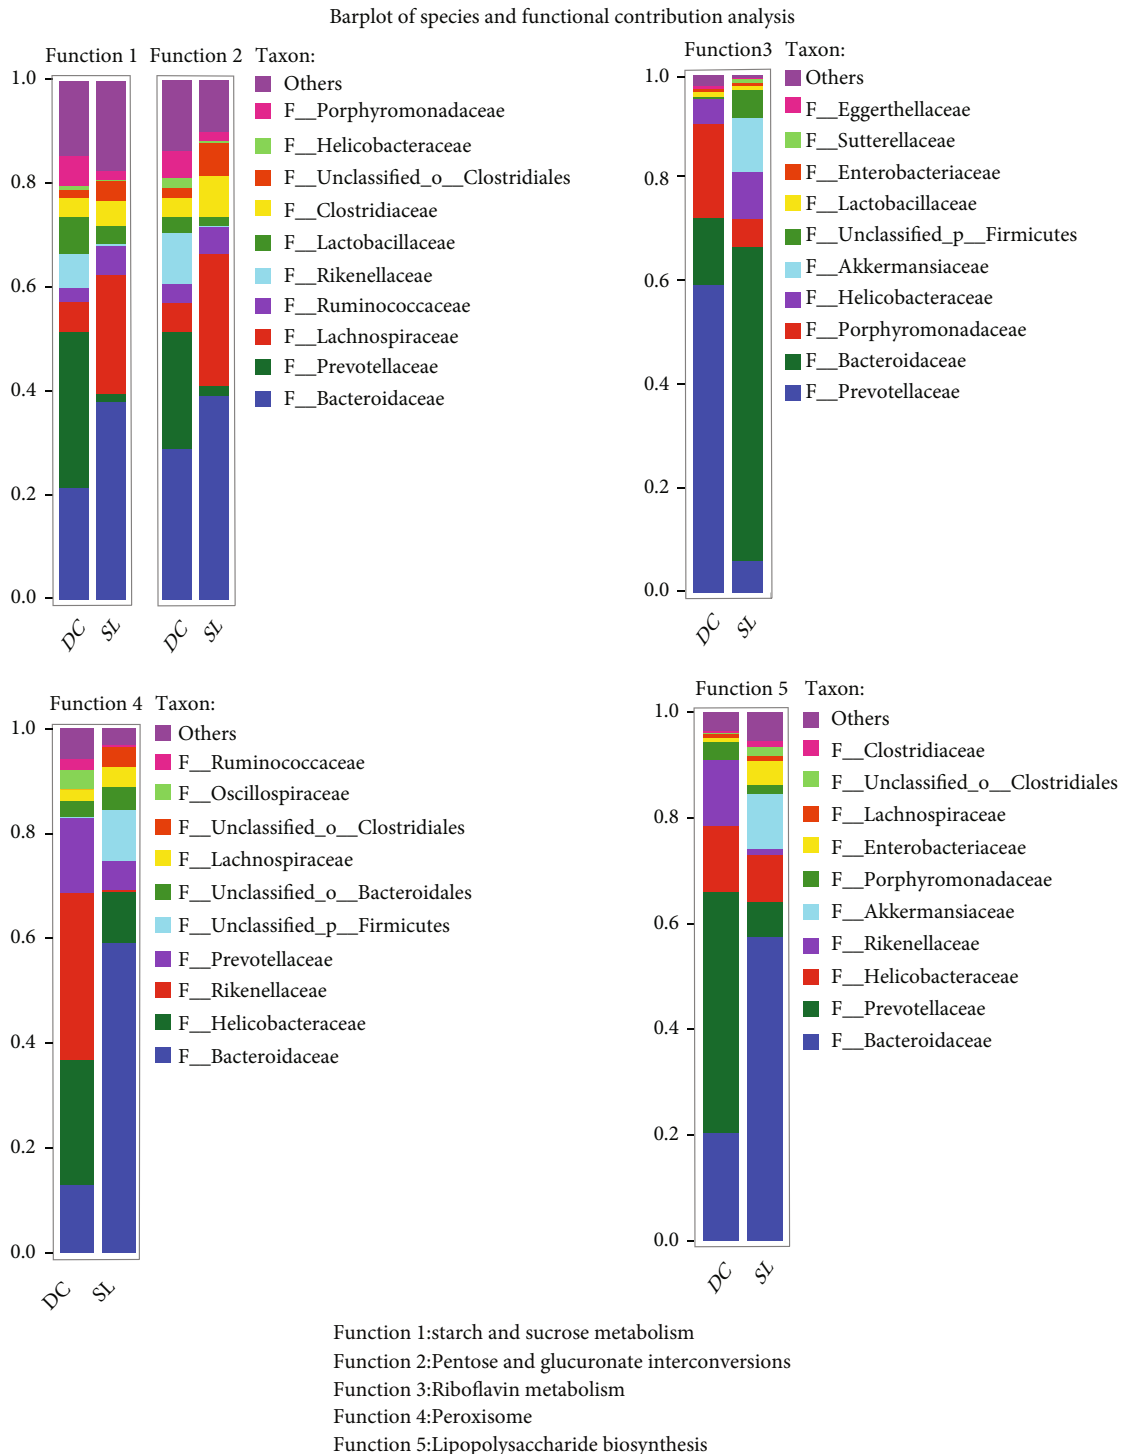 Barplot of species and functional contribution analysis
Function 1
Function 2
Taxon:
Others
F__Porphyromonadaceae
F__Helicobacteraceae
F__Unclassified_o__Clostridiales
F__Clostridiaceae
F__Lactobacillaceae
F__Rikenellaceae
F__Ruminococcaceae
F__Lachnospiraceae
F__Prevotellaceae
F__Bacteroidaceae
1.0
0.8
0.6
0.4
0.2
0.0
DC
SL
DC
SL
Function3
Taxon:
Others
F__Eggerthellaceae
F__Sutterellaceae
F__Enterobacteriaceae
F__Lactobacillaceae
F__Unclassified_p__Firmicutes
F__Akkermansiaceae
F__Helicobacteraceae
F__Porphyromonadaceae
F__Bacteroidaceae
F__Prevotellaceae
1.0
0.8
0.6
0.4
0.2
0.0
DC
SL
Function 4
Taxon:
Others
F__Ruminococcaceae
F__Oscillospiraceae
F__Unclassified_o__Clostridiales
F__Lachnospiraceae
F__Unclassified_o__Bacteroidales
F__Unclassified_p__Firmicutes
F__Prevotellaceae
F__Rikenellaceae
F__Helicobacteraceae
F__Bacteroidaceae
1.0
0.8
0.6
0.4
0.2
0.0
DC
SL
Function 5
Taxon:
Others
F__Clostridiaceae
F__Unclassified_o__Clostridiales
F__Lachnospiraceae
F__Enterobacteriaceae
F__Porphyromonadaceae
F__Akkermansiaceae
F__Rikenellaceae
F__Helicobacteraceae
F__Prevotellaceae
F__Bacteroidaceae
1.0
0.8
0.6
0.4
0.2
0.0
DC
SL
Function 1:starch and sucrose metabolism
Function 2:Pentose and glucuronate interconversions
Function 3:Riboflavin metabolism
Function 4:Peroxisome
Function 5:Lipopolysaccharide biosynthesis